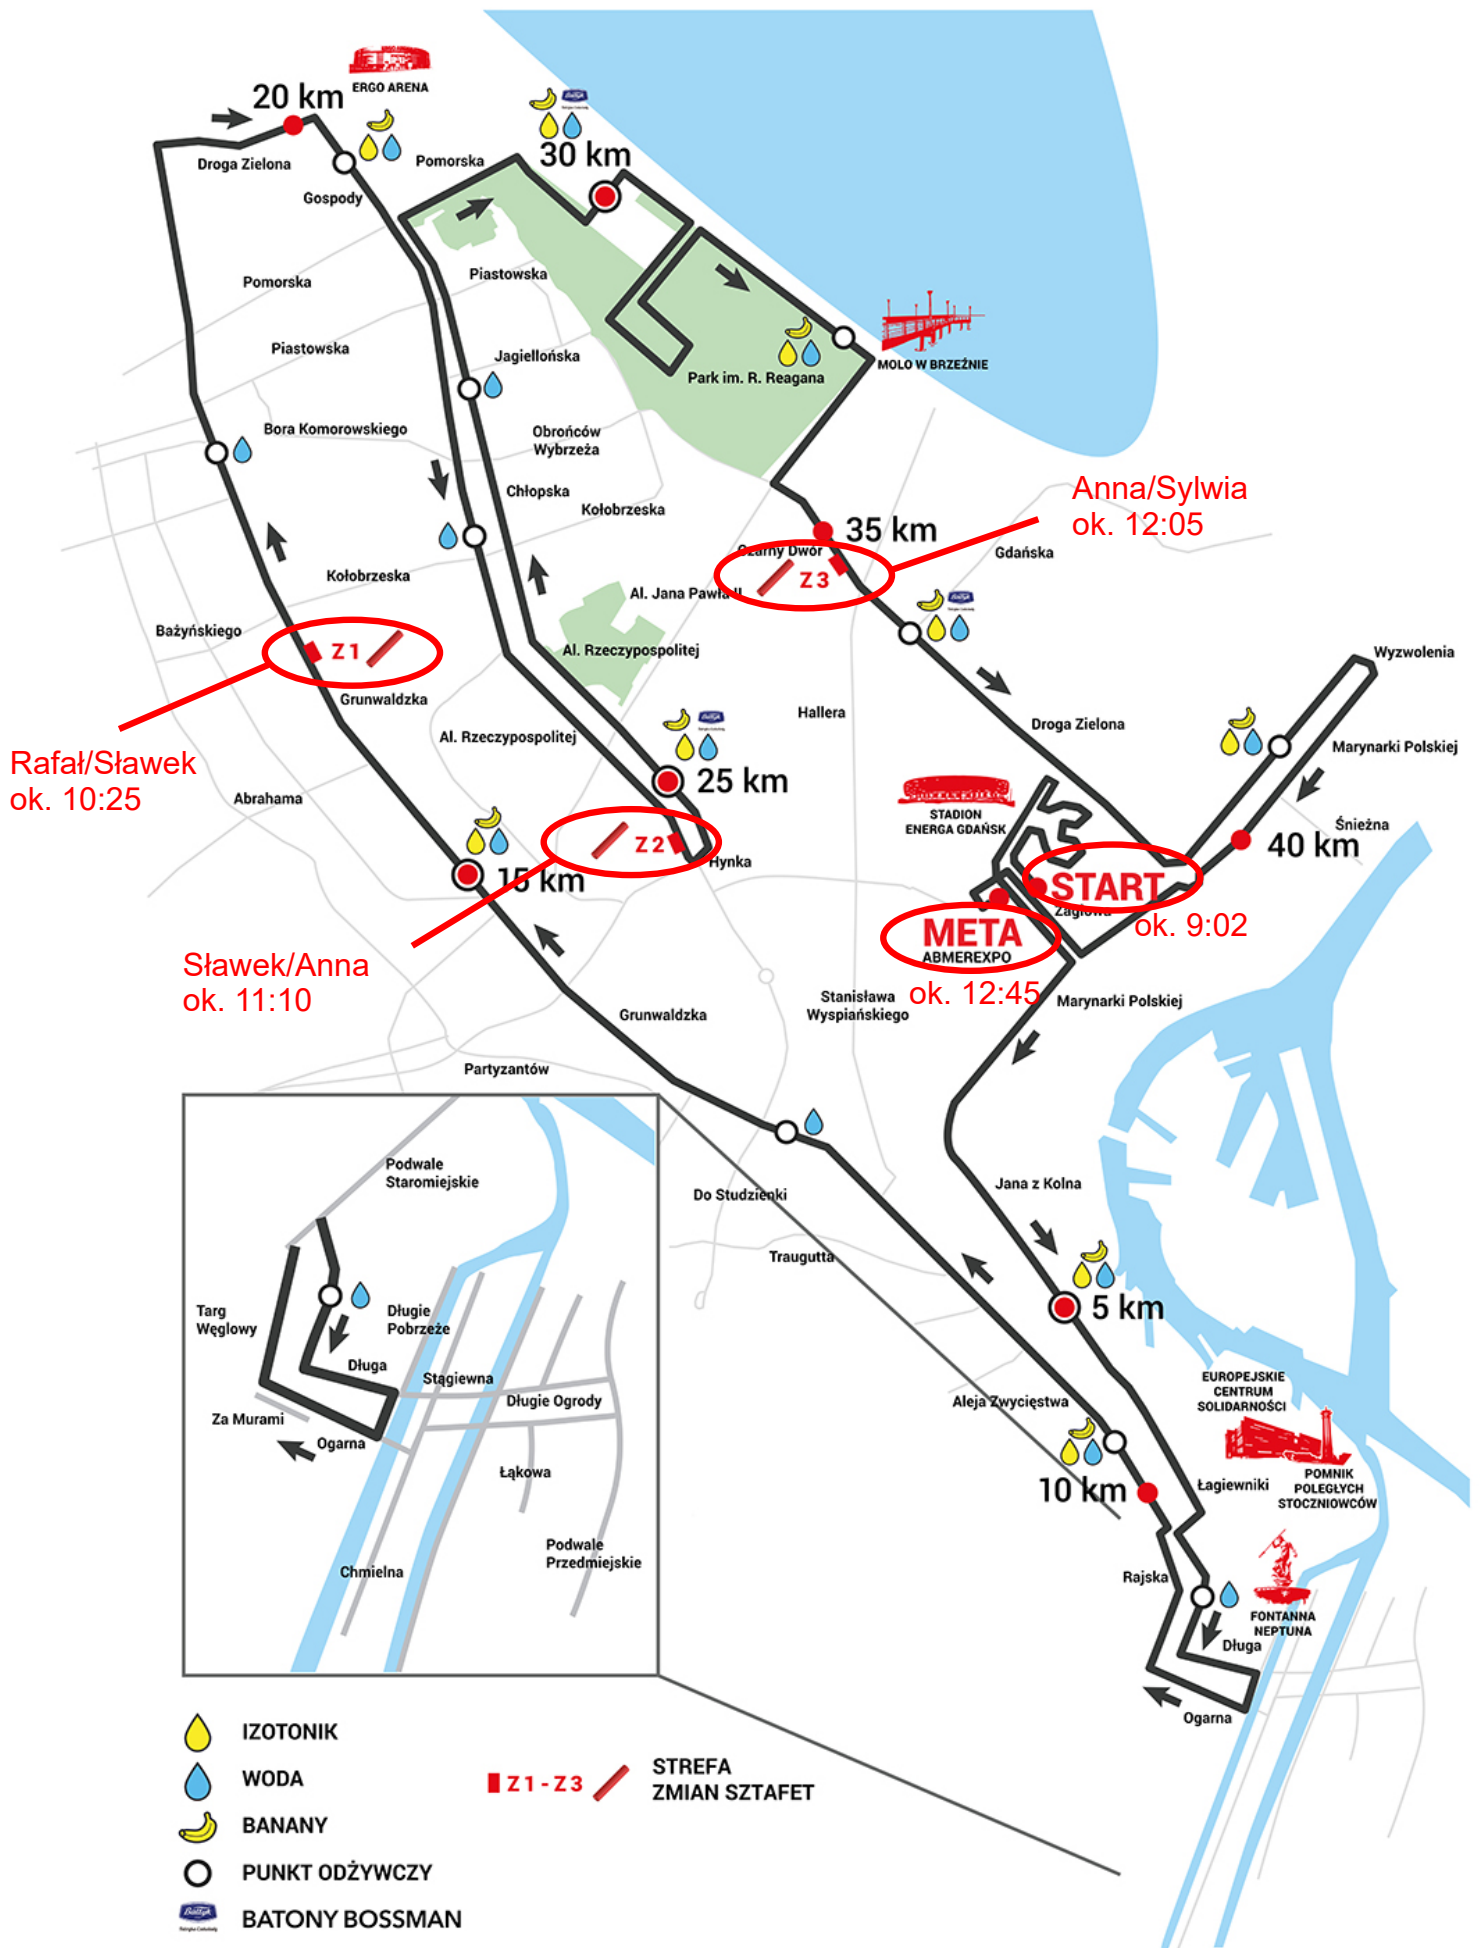 ERGO ARENA
20 km
30 km
Droga Zielona
Pomorska
Gospody
Pomorska
Piastowska
Piastowska
Jagiellońska
MOLO W BRZEŹNIE
Park im. R. Reagana
Bora Komorowskiego
Obrońców
Wybrzeża
Chłopska
Kołobrzeska
Anna/Sylwia
ok. 12:05
35 km
Czarny Dwór
Gdańska
Kołobrzeska
Z3
Al. Jana Pawła II
Bażyńskiego
Z1
Al. Rzeczypospolitej
Wyzwolenia
Grunwaldzka
Hallera
Droga Zielona
Al. Rzeczypospolitej
Marynarki Polskiej
Rafał/Sławek
ok. 10:25
25 km
Abrahama
STADION
ENERGA GDAŃSK
Śnieżna
40 km
Z2
Hynka
15 km
START
Żaglowa
ok. 9:02
META
ABMEREXPO
Sławek/Anna
ok. 11:10
ok. 12:45
Stanisława
Wyspiańskiego
Marynarki Polskiej
Grunwaldzka
Partyzantów
Podwale
Staromiejskie
Do Studzienki
Jana z Kolna
Traugutta
5 km
Targ
Węglowy
Długie
Pobrzeże
Długa
Stągiewna
Długie Ogrody
Za Murami
Ogarna
Łąkowa
Podwale
Przedmiejskie
Chmielna
EUROPEJSKIE
CENTRUM
SOLIDARNOŚCI
Aleja Zwycięstwa
10 km
Łagiewniki
POMNIK
POLEGŁYCH
STOCZNIOWCÓW
Rajska
FONTANNA
NEPTUNA
Długa
Ogarna
IZOTONIK
WODA
BANANY
PUNKT ODŻYWCZY
Bałtyk
BATONY BOSSMAN
Z1 - Z3
STREFA
ZMIAN SZTAFET